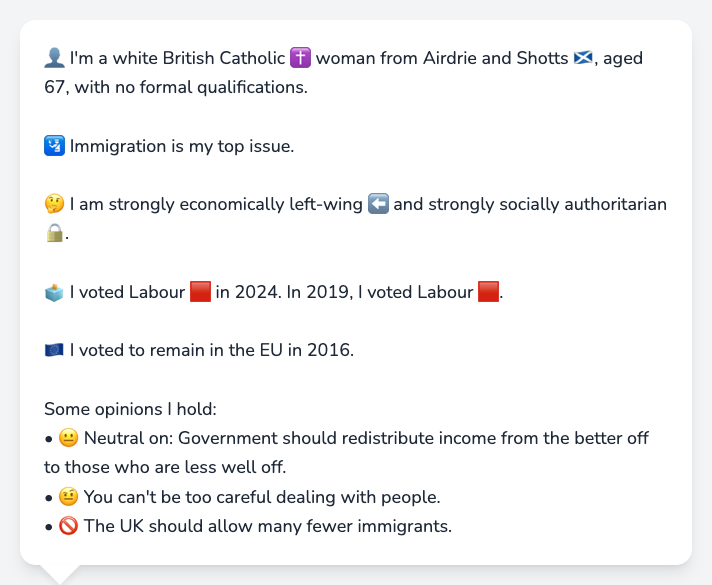 👤 I'm a white British Catholic ✝️ woman from Airdrie and Shotts 🏴󠁧󠁢󠁳󠁣󠁴󠁿, aged
67, with no formal qualifications.
🛂 Immigration is my top issue.
🤔 I am strongly economically left-wing ⬅️ and strongly socially authoritarian
🔒.
🗳️ I voted Labour 🟥 in 2024. In 2019, I voted Labour 🟥.
🇪🇺 I voted to remain in the EU in 2016.
Some opinions I hold:
• 😐 Neutral on: Government should redistribute income from the better off
to those who are less well off.
• 🤨 You can't be too careful dealing with people.
• 🚫 The UK should allow many fewer immigrants.